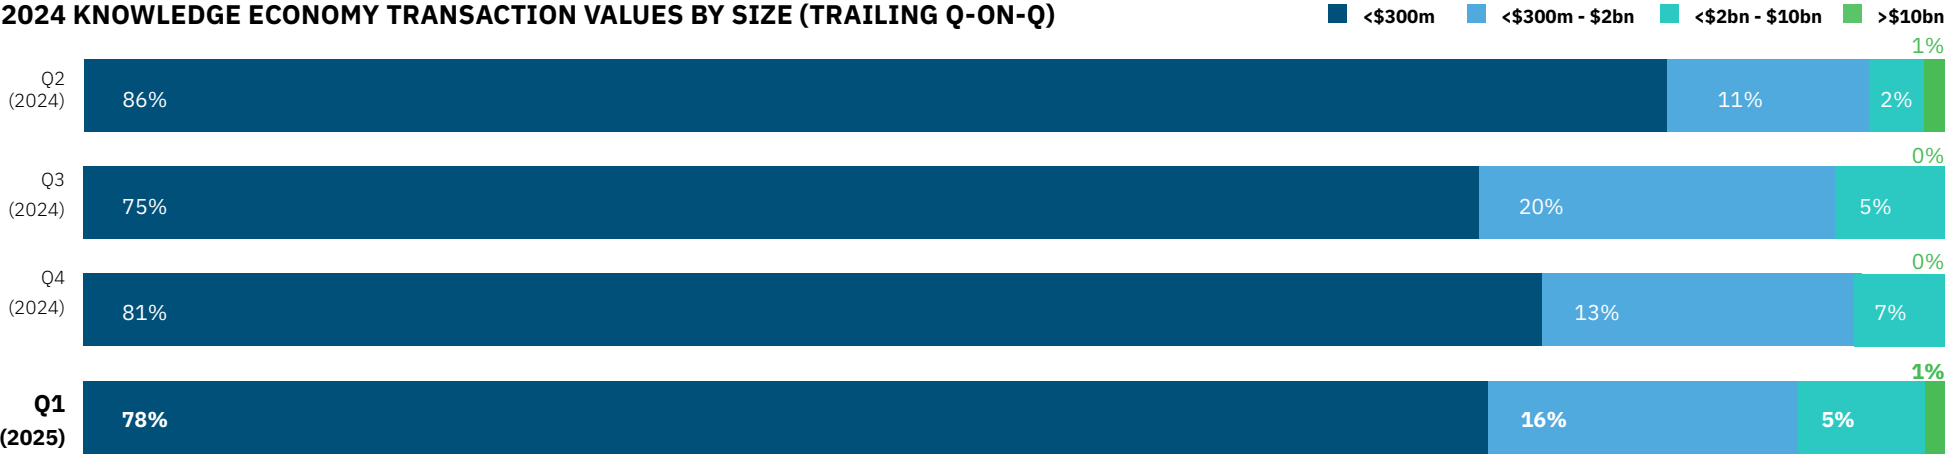 2024 KNOWLEDGE ECONOMY TRANSACTION VALUES BY SIZE (TRAILING Q-ON-Q)
<$300m <$300m - $2bn <$2bn - $10bn >$10bn
1%
Q2
(2024)
86% 11% 2%
0%
Q3
(2024)
75% 20% 5%
0%
Q4
(2024)
81% 13% 7%
1%
Q1
(2025)
78% 16% 5%